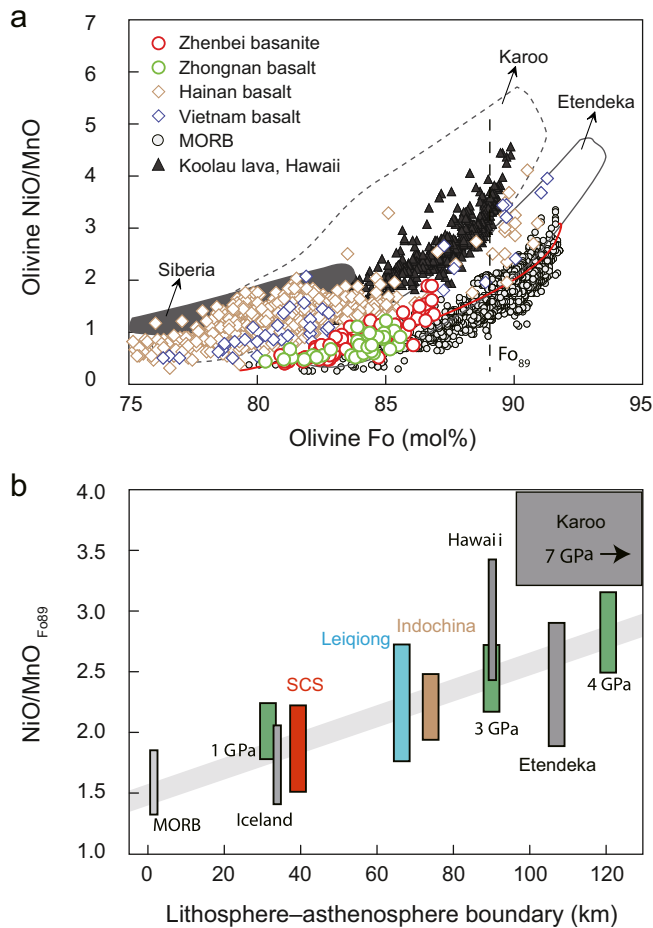 a
7
6
5
4
3
2
1
0
Olivine NiO/MnO
Zhenbei basanite
Zhongnan basalt
Hainan basalt
Vietnam basalt
MORB
Koolau lava, Hawaii
Karoo
Etendeka
Siberia
Fo89
75
80
85
90
95
Olivine Fo (mol%)
b
4.0
3.5
3.0
2.5
2.0
1.5
1.0
NiO/MnO Fo89
Karoo
7 GPa
Hawaii
Leiqiong
Indochina
SCS
4 GPa
3 GPa
1 GPa
Etendeka
MORB
Iceland
0
20
40
60
80
100
120
Lithosphere–asthenosphere boundary (km)